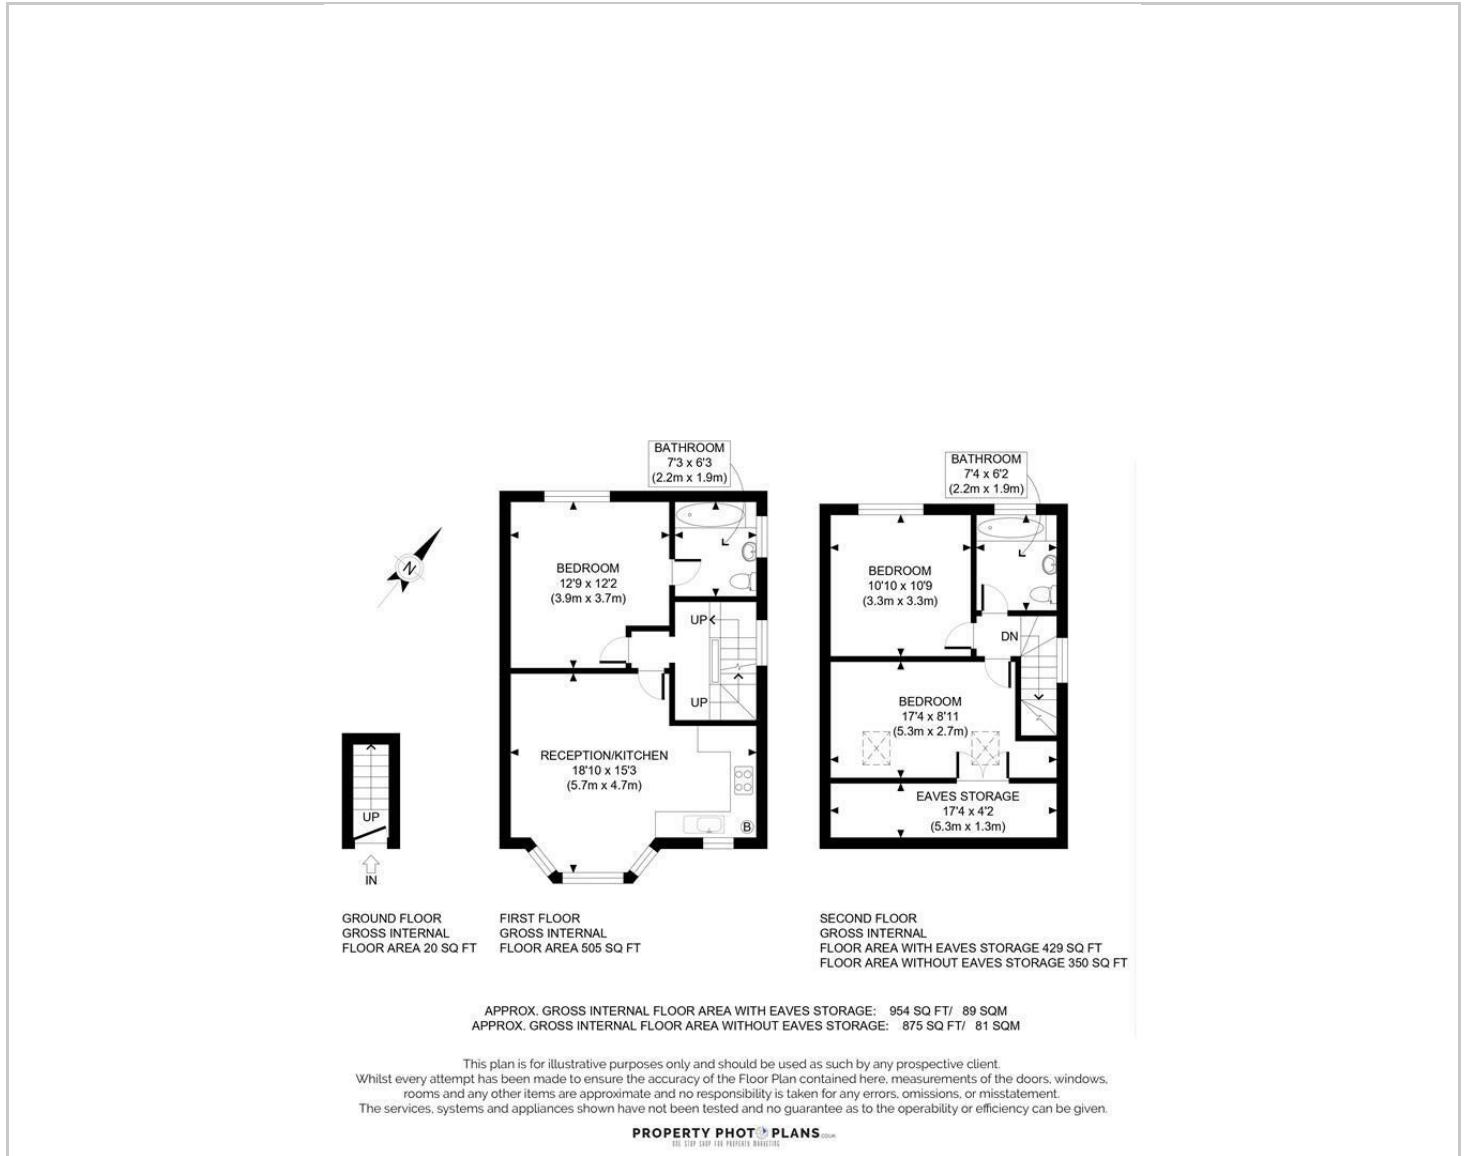 BATHROOM
7'3 x 6'3
(2.2m x 1.9m)
BATHROOM
7'4 x 6'2
(2.2m x 1.9m)
N
BEDROOM
12'9 x 12'2
(3.9m x 3.7m)
UP
UP
RECEPTION/KITCHEN
18'10 x 15'3
(5.7m x 4.7m)
B
BEDROOM
10'10 x 10'9
(3.3m x 3.3m)
DN
BEDROOM
17'4 x 8'11
(5.3m x 2.7m)
EAVES STORAGE
17'4 x 4'2
(5.3m x 1.3m)
UP
IN
GROUND FLOOR
GROSS INTERNAL
FLOOR AREA 20 SQ FT
FIRST FLOOR
GROSS INTERNAL
FLOOR AREA 505 SQ FT
SECOND FLOOR
GROSS INTERNAL
FLOOR AREA WITH EAVES STORAGE 429 SQ FT
FLOOR AREA WITHOUT EAVES STORAGE 350 SQ FT
APPROX. GROSS INTERNAL FLOOR AREA WITH EAVES STORAGE: 954 SQ FT/ 89 SQM
APPROX. GROSS INTERNAL FLOOR AREA WITHOUT EAVES STORAGE: 875 SQ FT/ 81 SQM
This plan is for illustrative purposes only and should be used as such by any prospective client.
Whilst every attempt has been made to ensure the accuracy of the Floor Plan contained here, measurements of the doors, windows,
rooms and any other items are approximate and no responsibility is taken for any errors, omissions, or misstatement.
The services, systems and appliances shown have not been tested and no guarantee as to the operability or efficiency can be given.
PROPERTY PHOTO PLANS .CO.UK
ONE STOP SHOP FOR PROPERTY MARKETING